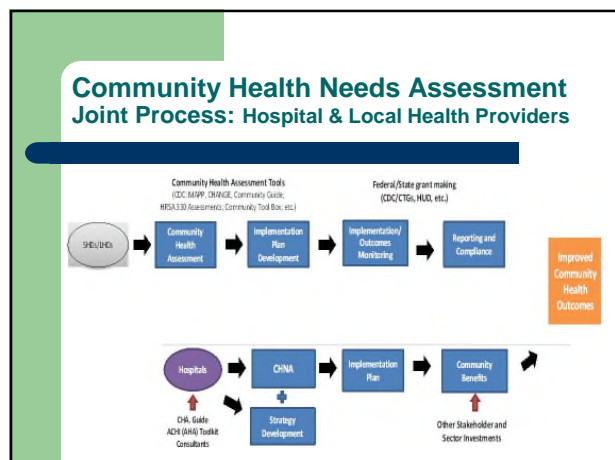 Community Health Needs Assessment
Joint Process: Hospital & Local Health Providers
Community Health Assessment Tools
(CDC: MAPP, CHANGE, Community Guide;
HRSA330 Assessments, Community Tool Box; etc.)
Federal/State grant making
(CDC/CTGs, HUD, etc.)
SHDs/LHDs
Community
Health
Assessment
Implementation
Plan
Development
Implementation/
Outcomes
Monitoring
Reporting and
Compliance
Improved
Community
Health
Outcomes
Hospitals
CHNA
Implementation
Plan
Community
Benefits
Strategy
Development
CHA. Guide
ACHI (AHA) Toolkit
Consultants
Other Stakeholder and
Sector Investments